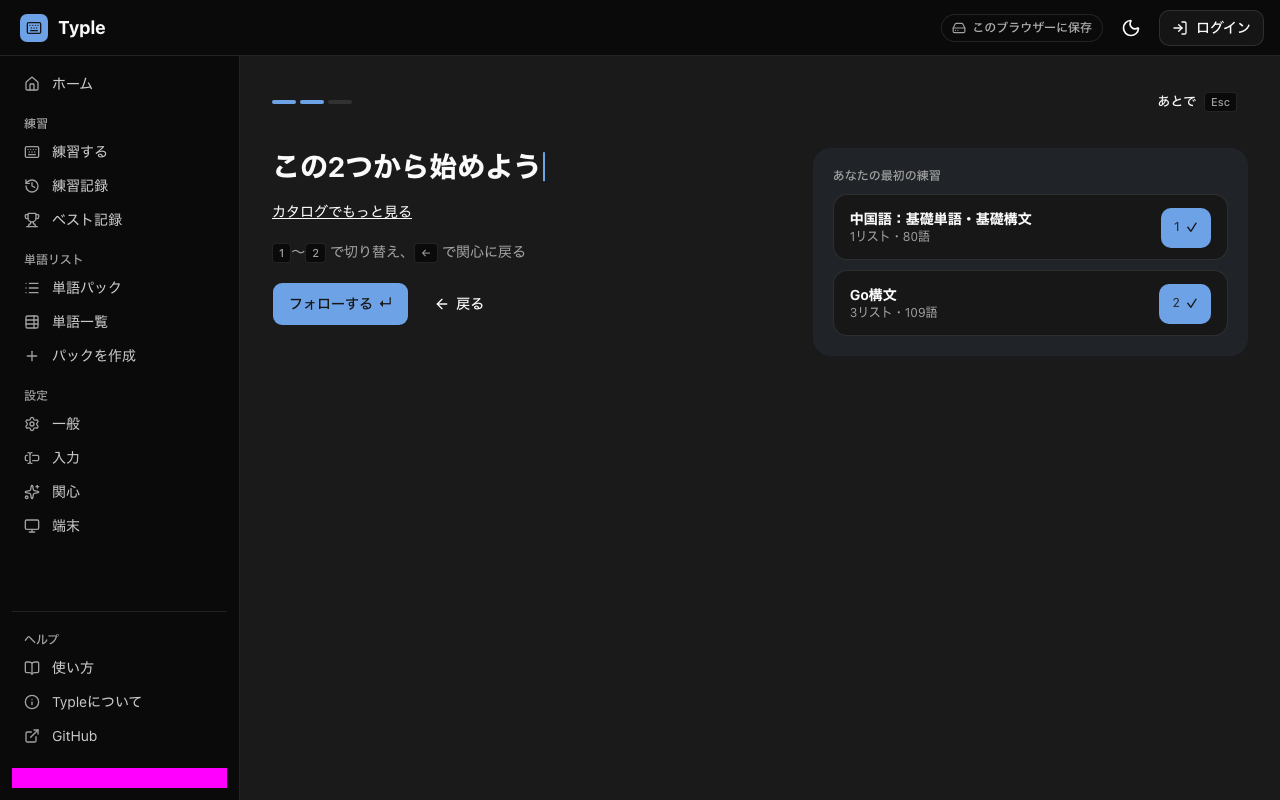 Typle
このブラウザーに保存
ログイン
ホーム
練習
練習する
練習記録
ベスト記録
単語リスト
単語パック
単語一覧
パックを作成
設定
一般
入力
関心
端末
ヘルプ
使い方
Typleについて
GitHub
あとで Esc
この2つから始めよう
カタログでもっと見る
1〜2 で切り替え、← で関心に戻る
フォローする ↵
← 戻る
あなたの最初の練習
中国語：基礎単語・基礎構文
1リスト・80語
1 ✓
Go構文
3リスト・109語
2 ✓